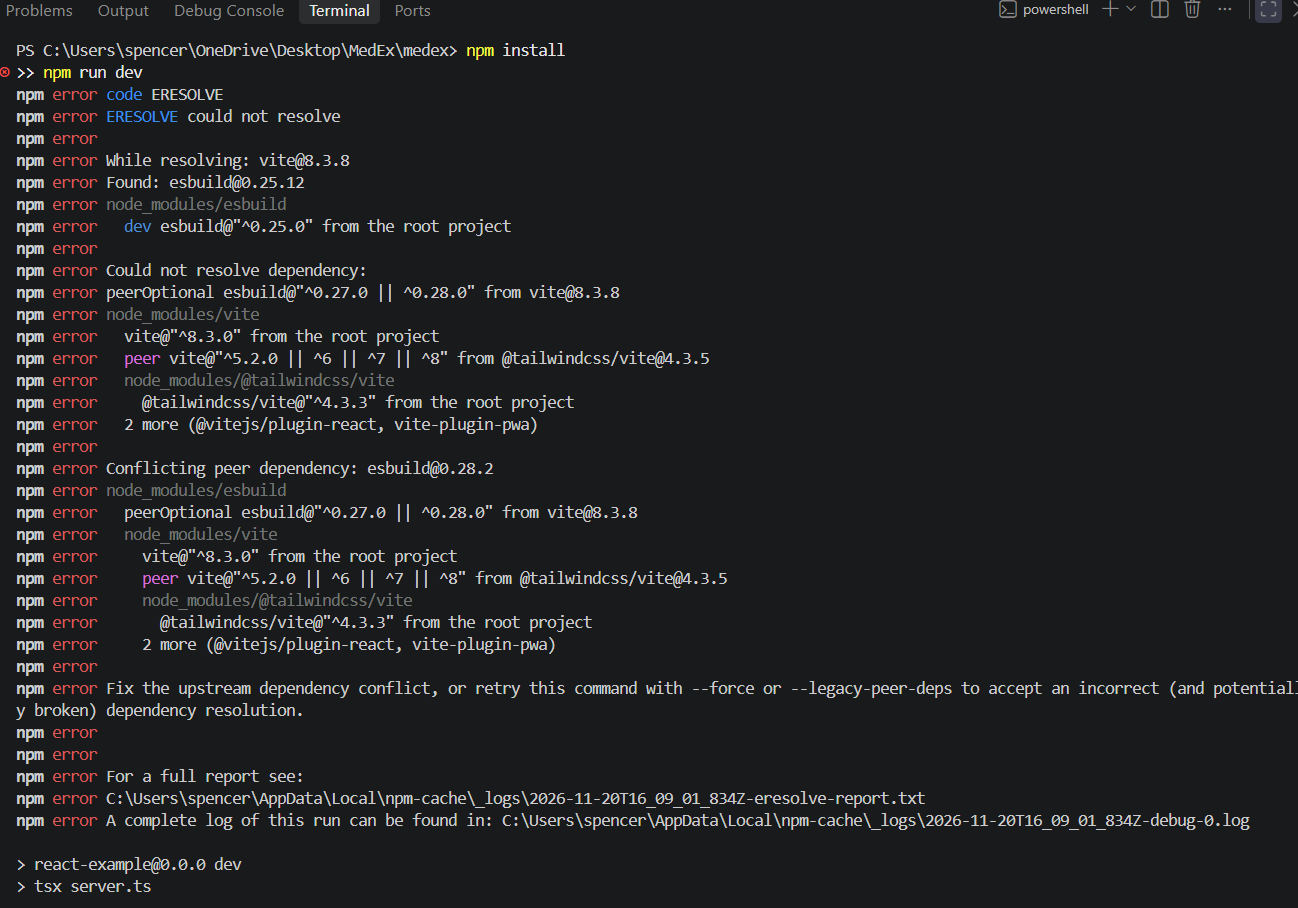 Problems Output Debug Console Terminal Ports powershell
PS C:\Users\spencer\OneDrive\Desktop\MedEx\medex> npm install
>> npm run dev
npm error code ERESOLVE
npm error ERESOLVE could not resolve
npm error
npm error While resolving: vite@8.3.8
npm error Found: esbuild@0.25.12
npm error node_modules/esbuild
npm error   dev esbuild@"^0.25.0" from the root project
npm error
npm error Could not resolve dependency:
npm error peerOptional esbuild@"^0.27.0 || ^0.28.0" from vite@8.3.8
npm error node_modules/vite
npm error   vite@"^8.3.0" from the root project
npm error   peer vite@"^5.2.0 || ^6 || ^7 || ^8" from @tailwindcss/vite@4.3.5
npm error   node_modules/@tailwindcss/vite
npm error     @tailwindcss/vite@"^4.3.3" from the root project
npm error   2 more (@vitejs/plugin-react, vite-plugin-pwa)
npm error
npm error Conflicting peer dependency: esbuild@0.28.2
npm error node_modules/esbuild
npm error   peerOptional esbuild@"^0.27.0 || ^0.28.0" from vite@8.3.8
npm error   node_modules/vite
npm error     vite@"^8.3.0" from the root project
npm error     peer vite@"^5.2.0 || ^6 || ^7 || ^8" from @tailwindcss/vite@4.3.5
npm error     node_modules/@tailwindcss/vite
npm error       @tailwindcss/vite@"^4.3.3" from the root project
npm error     2 more (@vitejs/plugin-react, vite-plugin-pwa)
npm error
npm error Fix the upstream dependency conflict, or retry this command with --force or --legacy-peer-deps to accept an incorrect (and potentiall
y broken) dependency resolution.
npm error
npm error
npm error For a full report see:
npm error C:\Users\spencer\AppData\Local\npm-cache\_logs\2026-11-20T16_09_01_834Z-eresolve-report.txt
npm error A complete log of this run can be found in: C:\Users\spencer\AppData\Local\npm-cache\_logs\2026-11-20T16_09_01_834Z-debug-0.log
> react-example@0.0.0 dev
> tsx server.ts